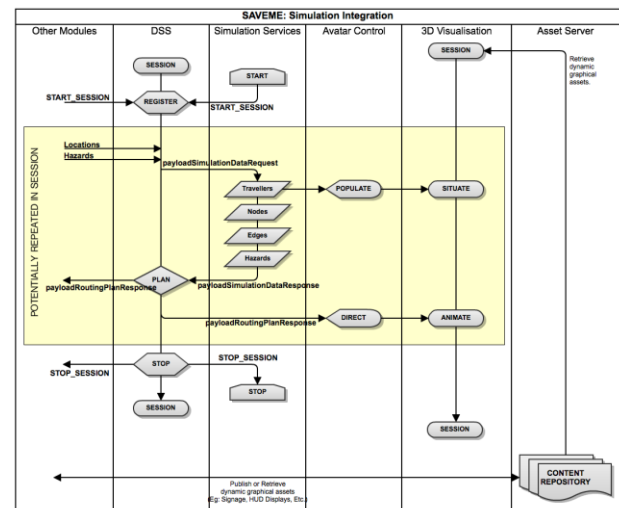 SAVEME: Simulation Integration
Other Modules
DSS
Simulation Services
Avatar Control
3D Visualisation
Asset Server
SESSION
START
SESSION
Retrieve
dynamic
graphical
assets.
START_SESSION
REGISTER
START_SESSION
POTENTIALLY REPEATED IN SESSION
Locations
Hazards
payloadSimulationDataRequest
Travellers
POPULATE
SITUATE
Nodes
Edges
Hazards
PLAN
payloadRoutingPlanResponse
payloadSimulationDataResponse
payloadRoutingPlanResponse
DIRECT
ANIMATE
STOP
STOP_SESSION
STOP_SESSION
STOP
SESSION
SESSION
CONTENT
REPOSITORY
Publish or Retrieve
dynamic graphical assets
(Eg: Signage, HUD Displays, Etc.)